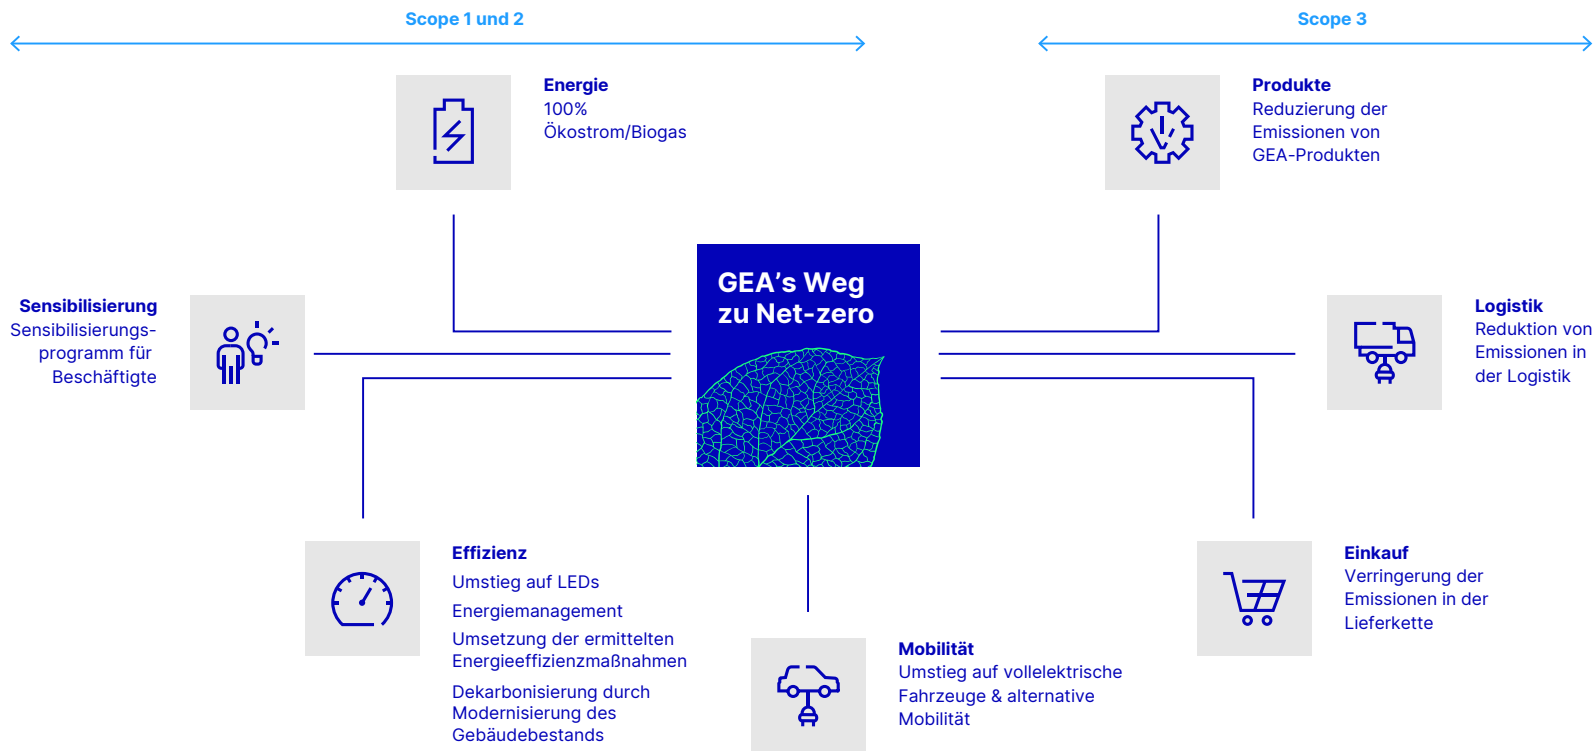 Scope 1 und 2
Scope 3
Energie
100%
Ökostrom/Biogas
Produkte
Reduzierung der
Emissionen von
GEA-Produkten
GEA’s Weg
zu Net-zero
Sensibilisierung
Sensibilisierungs-
programm für
Beschäftigte
Logistik
Reduktion von
Emissionen in
der Logistik
Effizienz
Umstieg auf LEDs
Energiemanagement
Umsetzung der ermittelten
Energieeffizienzmaßnahmen
Dekarbonisierung durch
Modernisierung des
Gebäudebestands
Mobilität
Umstieg auf vollelektrische
Fahrzeuge & alternative
Mobilität
Einkauf
Verringerung der
Emissionen in der
Lieferkette